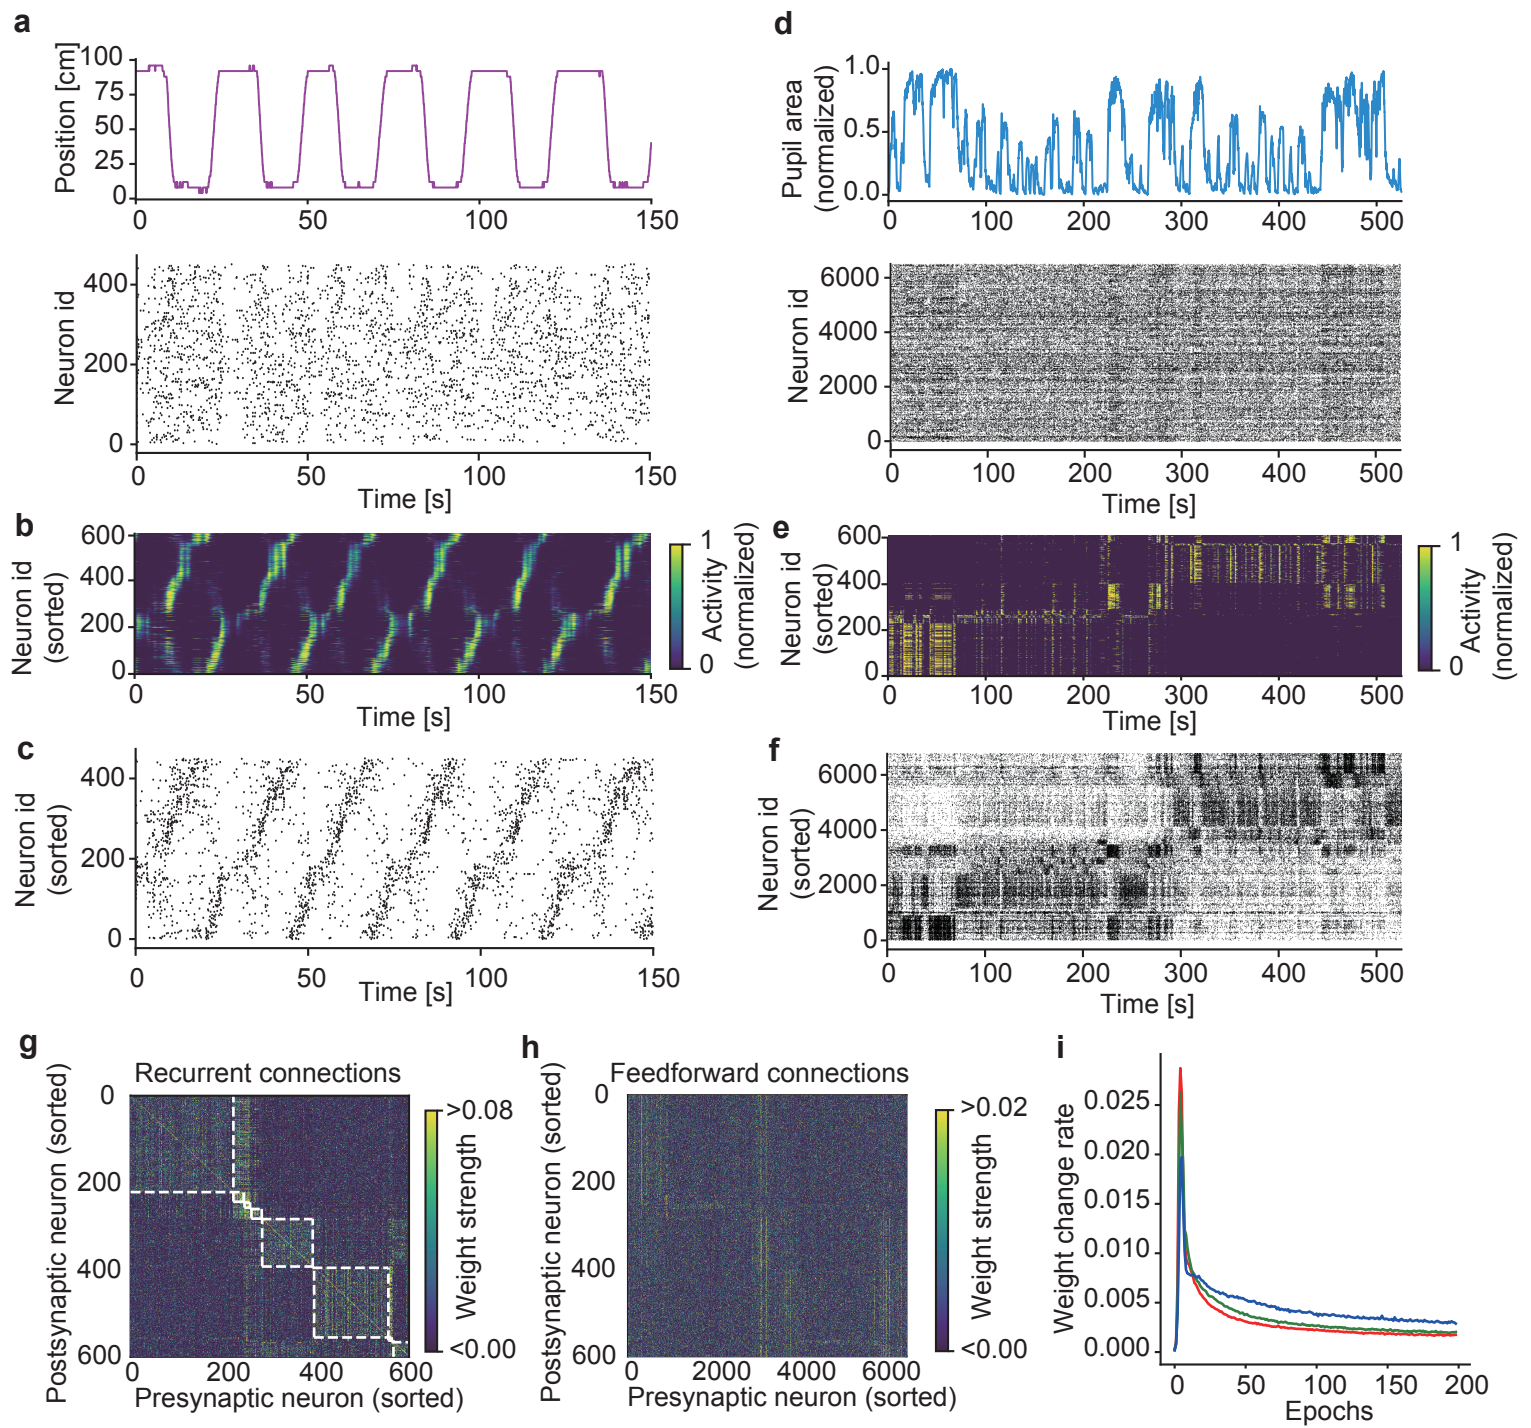 a
Position [cm]
100
75
50
25
0
0 50 100 150
Neuron id
400
200
0
0 50 100 150
Time [s]
b
Neuron id
(sorted)
600
400
200
0
0 50 100 150
Time [s]
1
0
Activity
(normalized)
c
Neuron id
(sorted)
400
200
0
0 50 100 150
Time [s]
d
Pupil area
(normalized)
1.0
0.5
0.0
0 100 200 300 400 500
Neuron id
6000
4000
2000
0
0 100 200 300 400 500
Time [s]
e
Neuron id
(sorted)
600
400
200
0
0 100 200 300 400 500
Time [s]
1
0
Activity
(normalized)
f
Neuron id
(sorted)
6000
4000
2000
0
0 100 200 300 400 500
Time [s]
g
Recurrent connections
Postsynaptic neuron (sorted)
0
200
400
600
0 200 400 600
Presynaptic neuron (sorted)
>0.08
<0.00
Weight strength
h
Feedforward connections
Postsynaptic neuron (sorted)
0
200
400
600
0 2000 4000 6000
Presynaptic neuron (sorted)
>0.02
<0.00
Weight strength
i
Weight change rate
0.025
0.020
0.015
0.010
0.005
0.000
0 50 100 150 200
Epochs